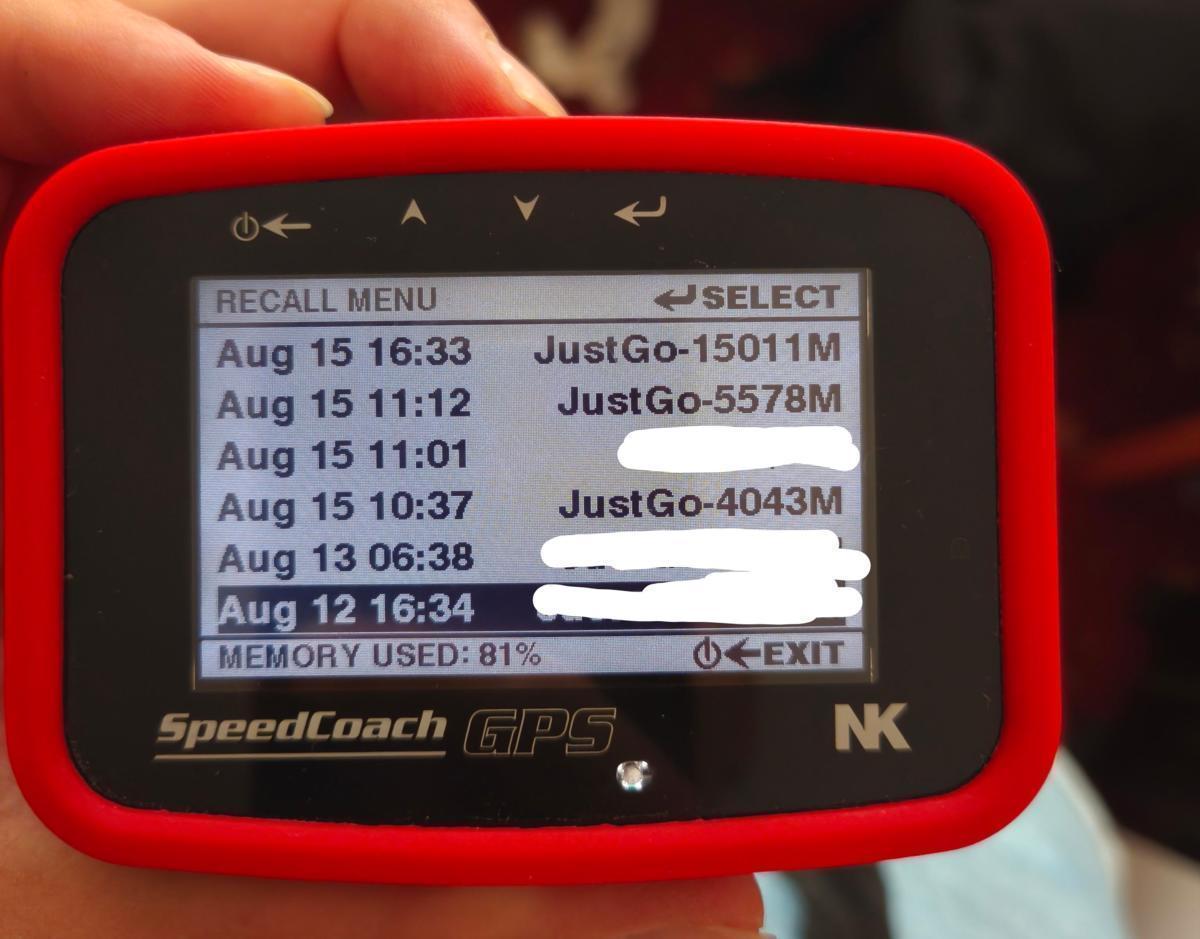 RECALL MENU SELECT
Aug 15 16:33 JustGo-15011M
Aug 15 11:12 JustGo-5578M
Aug 15 11:01
Aug 15 10:37 JustGo-4043M
Aug 13 06:38
Aug 12 16:34
MEMORY USED: 81% EXIT
SpeedCoach GPS NK